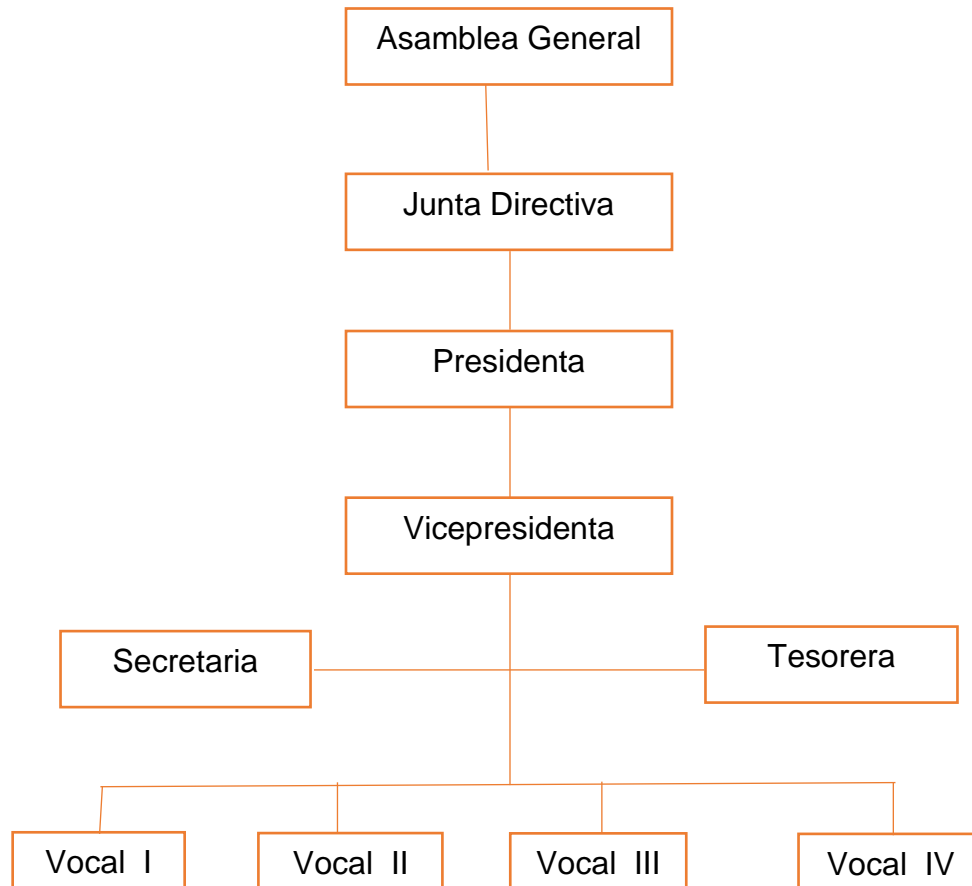 Asamblea General
Junta Directiva
Presidenta
Vicepresidenta
Secretaria
Tesorera
Vocal I
Vocal II
Vocal III
Vocal IV